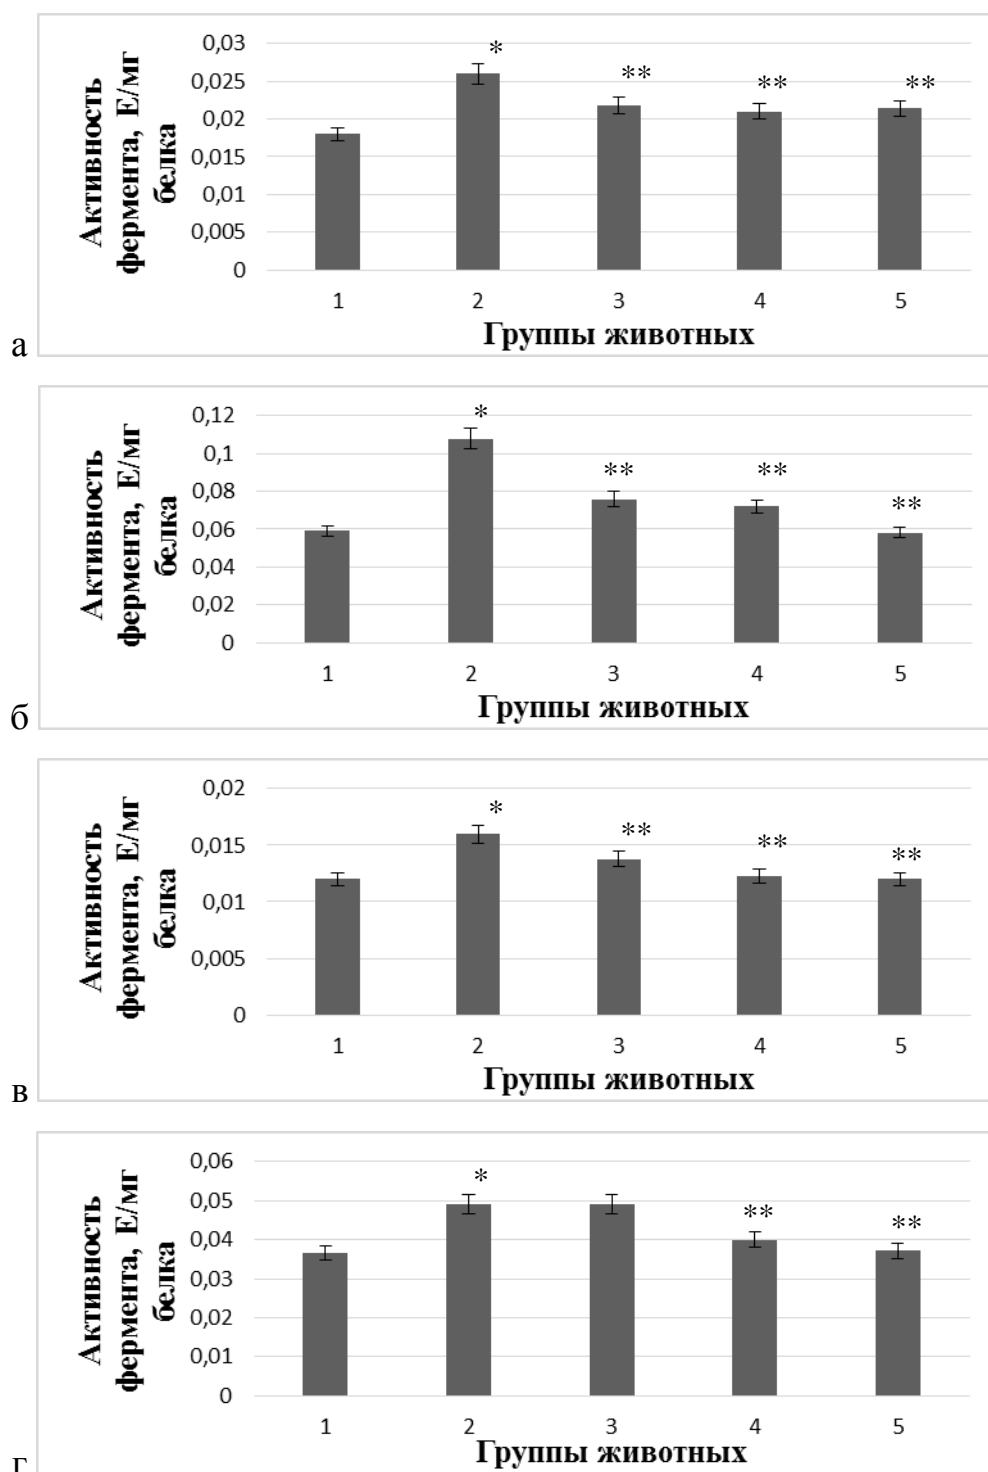 Активность
фермента, Е/мг
белка
0,03
0,025
0,02
0,015
0,01
0,005
0
* ** ** **
1 2 3 4 5
Группы животных
а
Активность
фермента, Е/мг
белка
0,12
0,1
0,08
0,06
0,04
0,02
0
* ** ** **
1 2 3 4 5
Группы животных
б
Активность
фермента, Е/мг
белка
0,02
0,015
0,01
0,005
0
* ** ** **
1 2 3 4 5
Группы животных
в
Активность
фермента, Е/мг
белка
0,06
0,05
0,04
0,03
0,02
0,01
0
* ** **
1 2 3 4 5
Группы животных
г